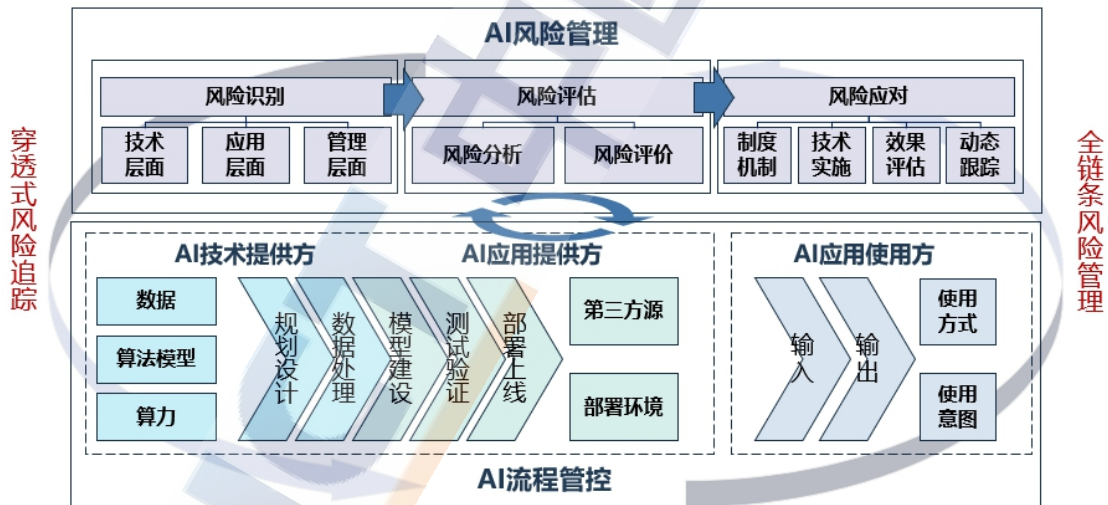 AI风险管理
风险识别
风险评估
风险应对
技术
层面
应用
层面
管理
层面
风险分析
风险评价
制度
机制
技术
实施
效果
评估
动态
跟踪
穿透式风险追踪
全链条风险管理
AI技术提供方
AI应用提供方
AI应用使用方
数据
算法模型
算力
规划设计
数据处理
模型建设
测试验证
部署上线
第三方源
部署环境
输入
输出
使用
方式
使用
意图
AI流程管控